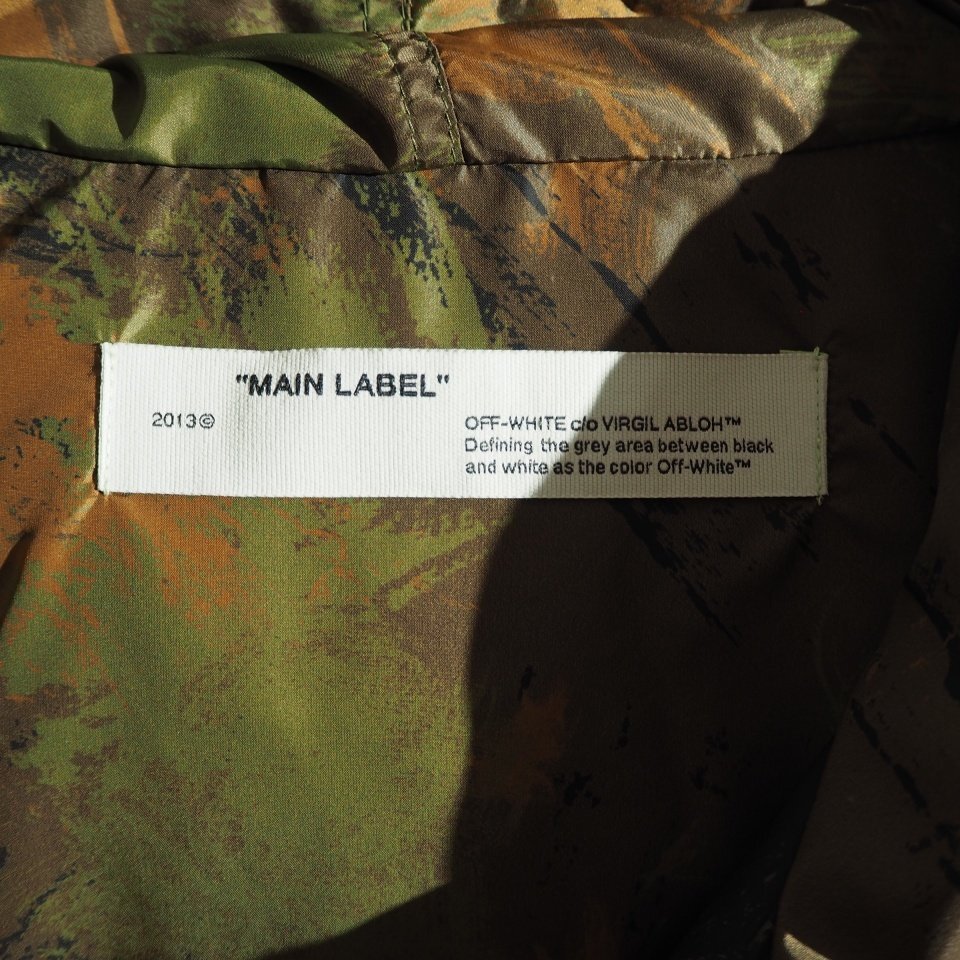 "MAIN LABEL"
2013©
OFF-WHITE c/o VIRGIL ABLOH™
Defining the grey area between black
and white as the color Off-White™